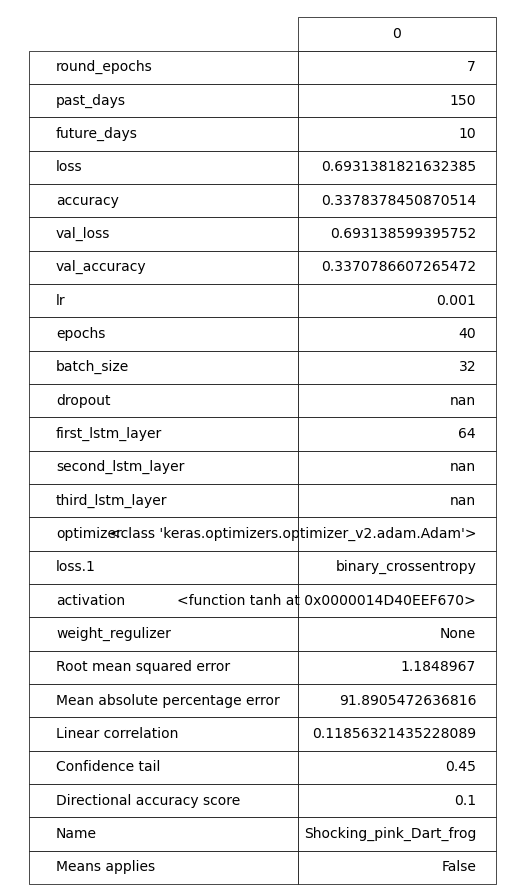 0
round_epochs 7
past_days 150
future_days 10
loss 0.6931381821632385
accuracy 0.3378378450870514
val_loss 0.693138599395752
val_accuracy 0.3370786607265472
lr 0.001
epochs 40
batch_size 32
dropout nan
first_lstm_layer 64
second_lstm_layer nan
third_lstm_layer nan
optimizer <class 'keras.optimizers.optimizer_v2.adam.Adam'>
loss.1 binary_crossentropy
activation <function tanh at 0x0000014D40EEF670>
weight_regulizer None
Root mean squared error 1.1848967
Mean absolute percentage error 91.8905472636816
Linear correlation 0.11856321435228089
Confidence tail 0.45
Directional accuracy score 0.1
Name Shocking_pink_Dart_frog
Means applies False